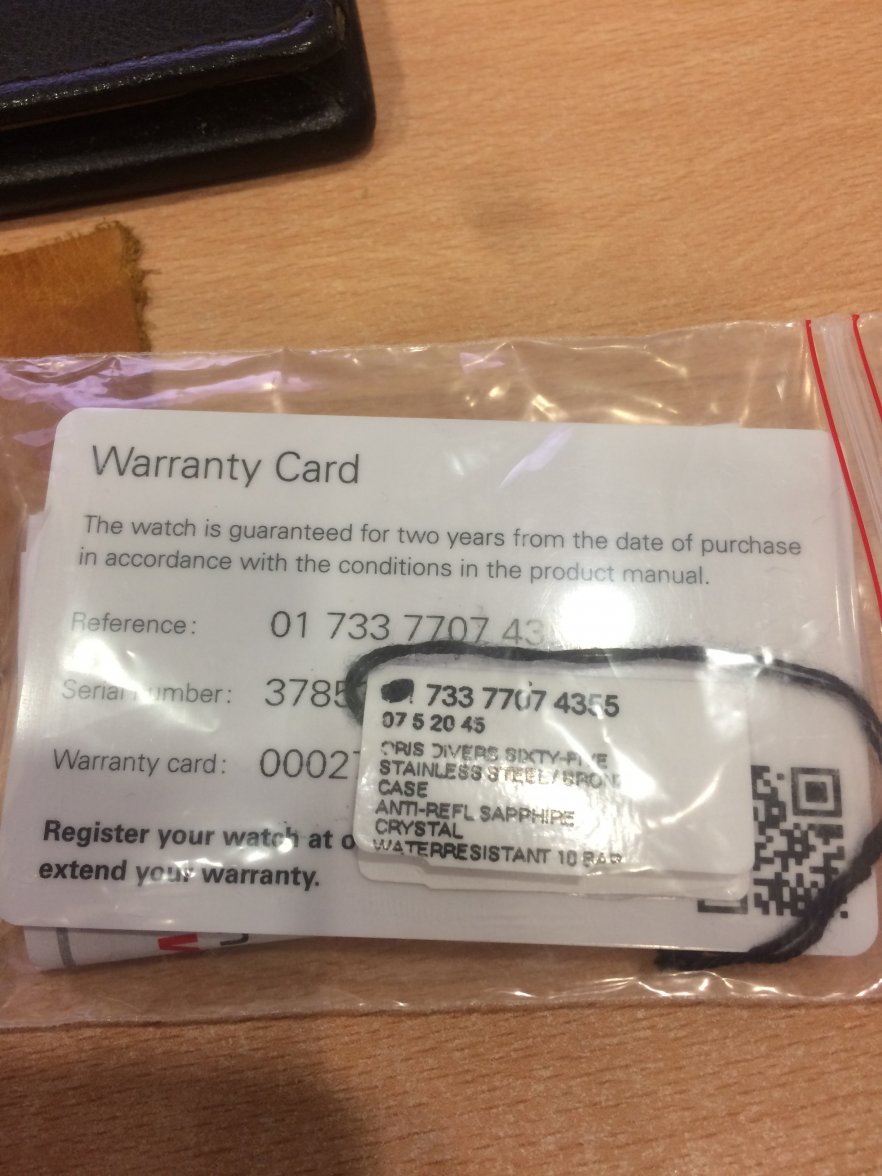 Warranty Card
The watch is guaranteed for two years from the date of purchase
in accordance with the conditions in the product manual.
Reference: 01 733 7707 43
Serial number: 3785
Warranty card: 0002
Register your watch at o
extend your warranty.
733 7707 4355
07 5 20 45
ORIS DIVERS SIXTY-FIVE
STAINLESS STEEL/BRON
CASE
ANTI-REFL SAPPHIRE
CRYSTAL
WATERRESISTANT 10 BAR